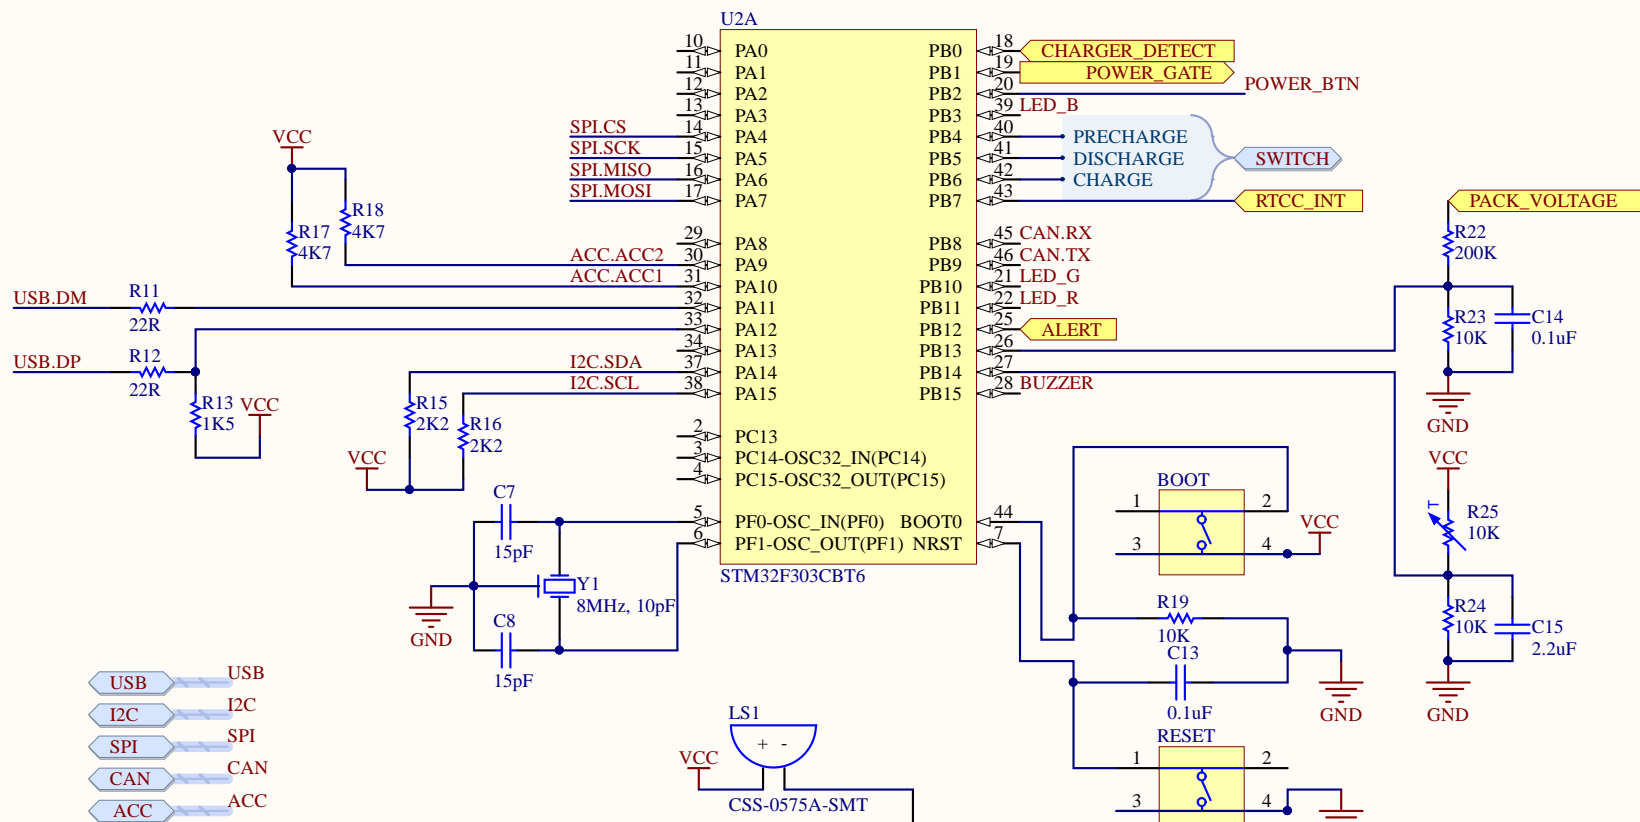 U2A
10 PA0 PB0 18 CHARGER_DETECT
11 PA1 PB1 19 POWER_GATE
12 PA2 PB2 20 POWER_BTN
13 PA3 PB3 39 LED_B
SPI.CS 14 PA4 PB4 40 PRECHARGE
SPI.SCK 15 PA5 PB5 41 DISCHARGE SWITCH
SPI.MISO 16 PA6 PB6 42 CHARGE
SPI.MOSI 17 PA7 PB7 43 RTCC_INT
VCC
R18
4K7
R17
4K7
PACK_VOLTAGE
R22
200K
29 PA8 PB8 45 CAN.RX
ACC.ACC2 30 PA9 PB9 46 CAN.TX
ACC.ACC1 31 PA10 PB10 21 LED_G
USB.DM R11 32 PA11 PB11 22 LED_R
22R
33 PA12 PB12 25 ALERT
R23
10K
C14
0.1uF
34 PA13 PB13 26
USB.DP R12
22R
I2C.SDA 37 PA14 PB14 27
I2C.SCL 38 PA15 PB15 28 BUZZER
R13
1K5
VCC
R15
2K2
R16
2K2
VCC
GND
2 PC13
3 PC14-OSC32_IN(PC14)
4 PC15-OSC32_OUT(PC15)
VCC
BOOT
1 2
3 4
VCC
R25
10K
T
C7
15pF
5 PF0-OSC_IN(PF0) BOOT0 44
6 PF1-OSC_OUT(PF1) NRST 7
STM32F303CBT6
Y1
8MHz, 10pF
GND
C8
15pF
R19
10K
C13
0.1uF
GND
R24
10K
C15
2.2uF
GND
USB USB
I2C I2C
SPI SPI
CAN CAN
ACC ACC
LS1
+ -
VCC
CSS-0575A-SMT
RESET
1 2
3 4